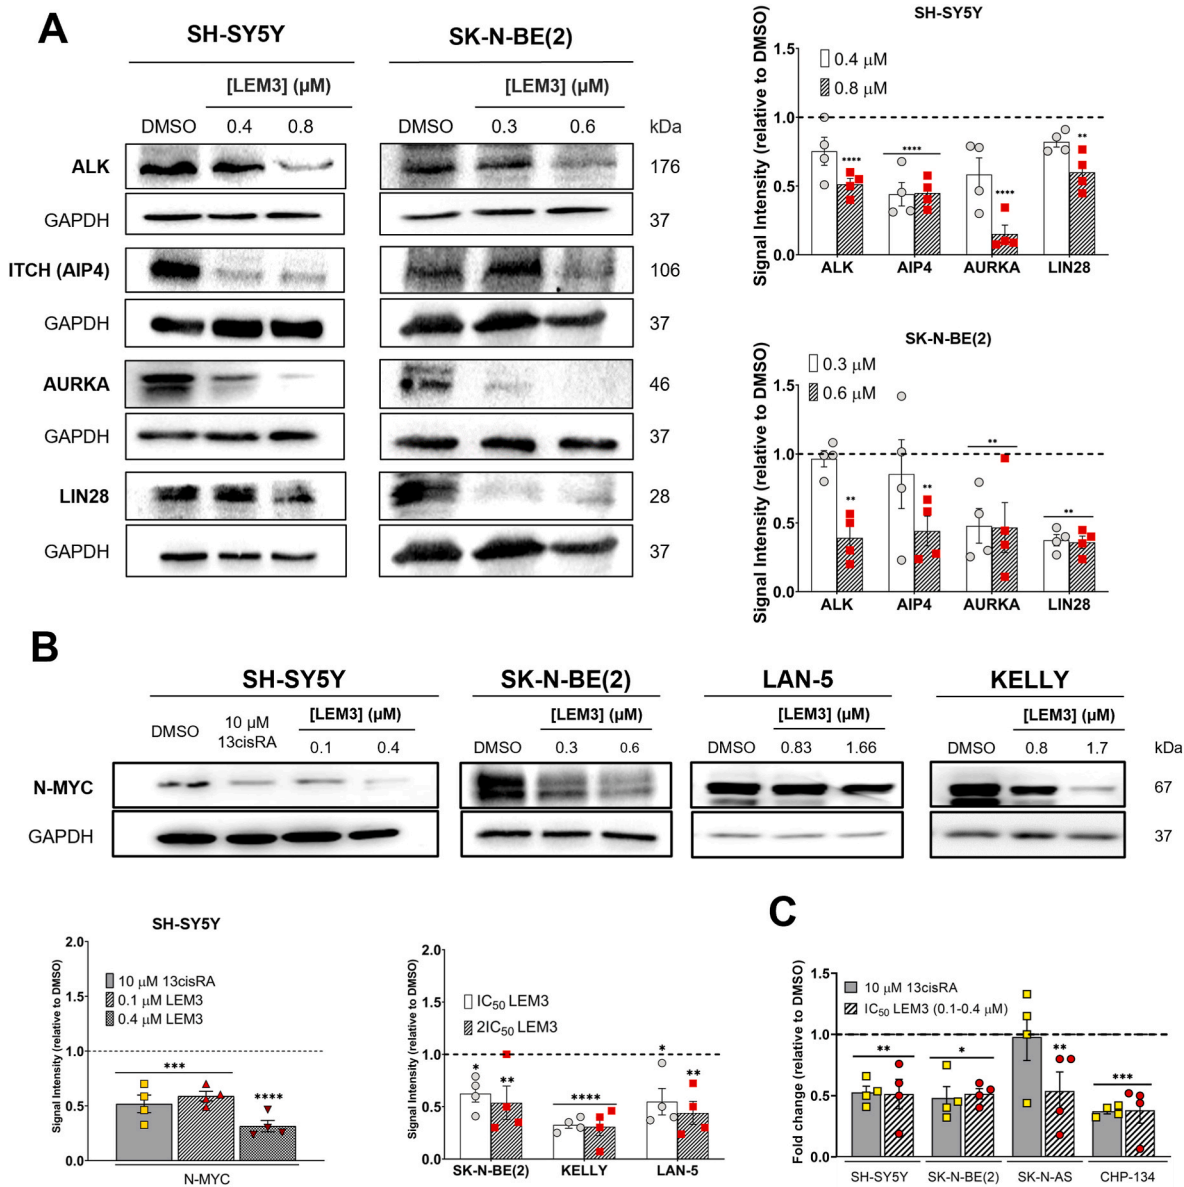 A
SH-SY5Y
SK-N-BE(2)
[LEM3] (µM)
[LEM3] (µM)
DMSO 0.4 0.8
DMSO 0.3 0.6 kDa
ALK 176
GAPDH 37
ITCH (AIP4) 106
GAPDH 37
AURKA 46
GAPDH 37
LIN28 28
GAPDH 37
SH-SY5Y
Signal Intensity (relative to DMSO)
1.5
1.0
0.5
0.0
0.4 µM
0.8 µM
**** **** **** **
ALK AIP4 AURKA LIN28
SK-N-BE(2)
Signal Intensity (relative to DMSO)
1.5
1.0
0.5
0.0
0.3 µM
0.6 µM
** ** ** **
ALK AIP4 AURKA LIN28
B
SH-SY5Y SK-N-BE(2) LAN-5 KELLY
DMSO 10 µM 13cisRA [LEM3] (µM) 0.1 0.4
DMSO [LEM3] (µM) 0.3 0.6
DMSO [LEM3] (µM) 0.83 1.66
DMSO [LEM3] (µM) 0.8 1.7 kDa
N-MYC 67
GAPDH 37
SH-SY5Y
Signal Intensity (relative to DMSO)
2.0
1.5
1.0
0.5
0.0
10 µM 13cisRA
0.1 µM LEM3
0.4 µM LEM3
*** ****
N-MYC
Signal Intensity (relative to DMSO)
2.0
1.5
1.0
0.5
0.0
IC50 LEM3
2IC50 LEM3
* ** **** * **
SK-N-BE(2) KELLY LAN-5
C
Fold change (relative to DMSO)
1.5
1.0
0.5
0.0
10 µM 13cisRA
IC50 LEM3 (0.1-0.4 µM)
** * ** ***
SH-SY5Y SK-N-BE(2) SK-N-AS CHP-134